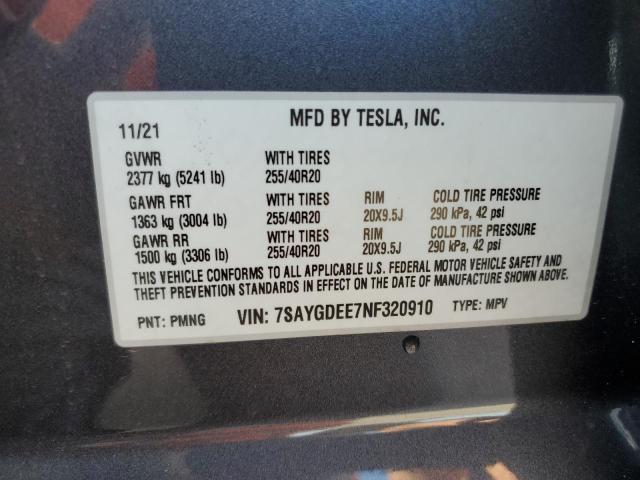 MFD BY TESLA, INC.
11/21
GVWR WITH TIRES
2377 kg (5241 lb) 255/40R20
GAWR FRT WITH TIRES RIM COLD TIRE PRESSURE
1363 kg (3004 lb) 255/40R20 20X9.5J 290 kPa, 42 psi
GAWR RR WITH TIRES RIM COLD TIRE PRESSURE
1500 kg (3306 lb) 255/40R20 20X9.5J 290 kPa, 42 psi
THIS VEHICLE CONFORMS TO ALL APPLICABLE U.S. FEDERAL MOTOR VEHICLE SAFETY AND
THEFT PREVENTION STANDARDS IN EFFECT ON THE DATE OF MANUFACTURE SHOWN ABOVE.
PNT: PMNG VIN: 7SAYGDEE7NF320910 TYPE: MPV